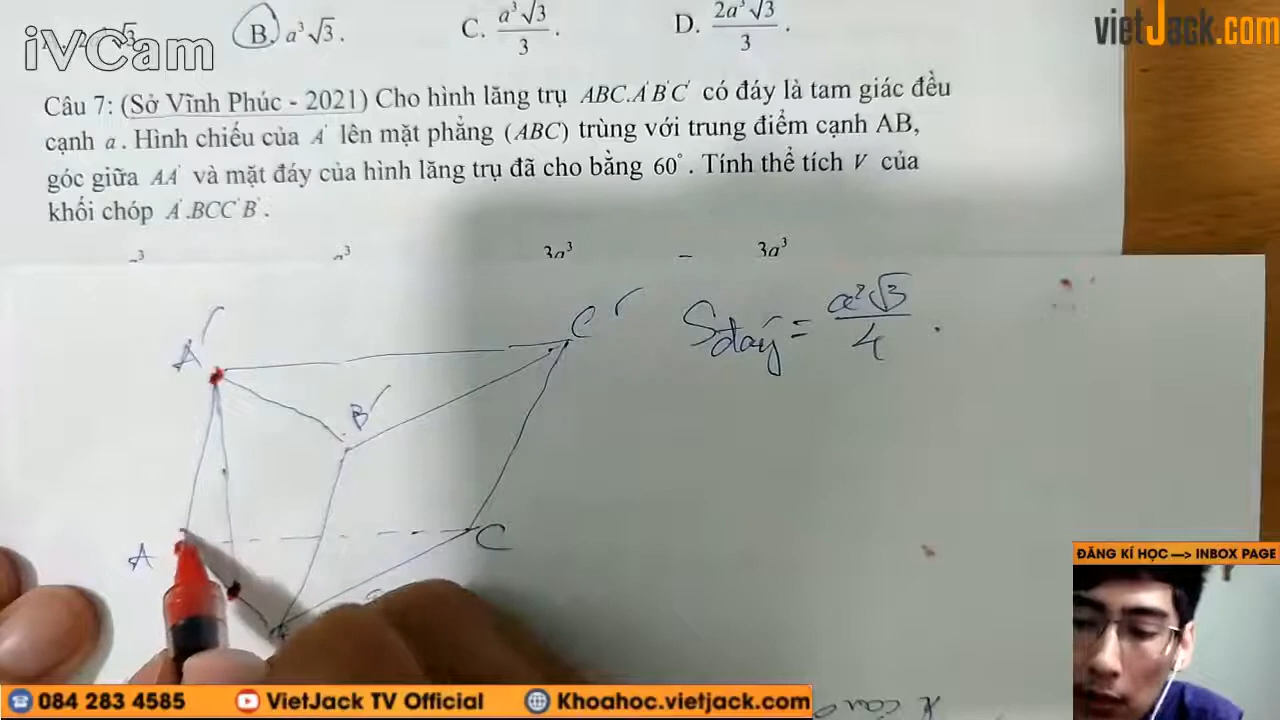 B. a³√3.
C. a³√3/3.
D. 2a³√3/3.
iVCam
vietJack.com
Câu 7: (Sở Vĩnh Phúc - 2021) Cho hình lăng trụ ABC.A'B'C' có đáy là tam giác đều
cạnh a. Hình chiếu của A' lên mặt phẳng (ABC) trùng với trung điểm cạnh AB,
góc giữa AA' và mặt đáy của hình lăng trụ đã cho bằng 60°. Tính thể tích V của
khối chóp A'.BCC'B'.
3a³
3a³
A'
C'
B'
A
C
Sđáy = a²√3/4.
ĐĂNG KÍ HỌC —> INBOX PAGE
084 283 4585
VietJack TV Official
Khoahoc.vietjack.com